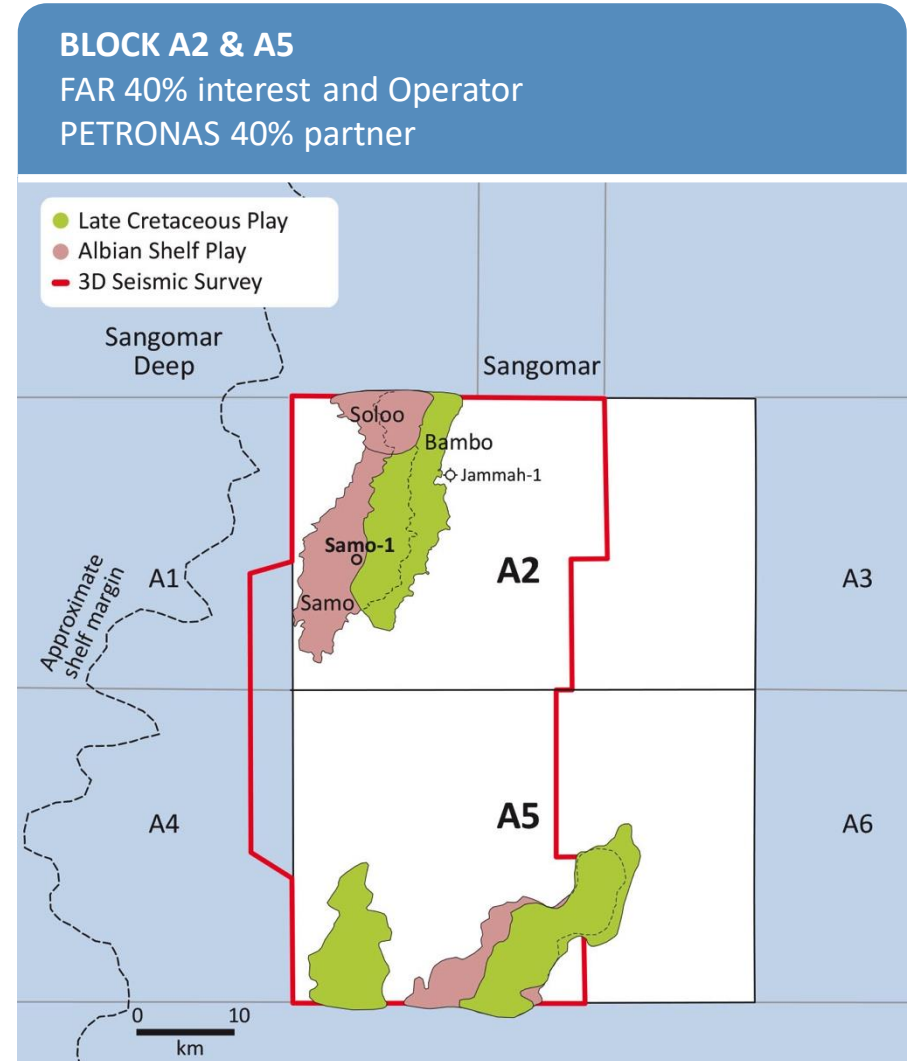 BLOCK A2 & A5
FAR 40% interest and Operator
PETRONAS 40% partner
Late Cretaceous Play
Albian Shelf Play
3D Seismic Survey
Sangomar
Deep
Sangomar
Soloo
Bambo
Jammah-1
Samo-1
A1
A2
A3
Samo
Approximate
shelf margin
A4
A5
A6
0 10
km